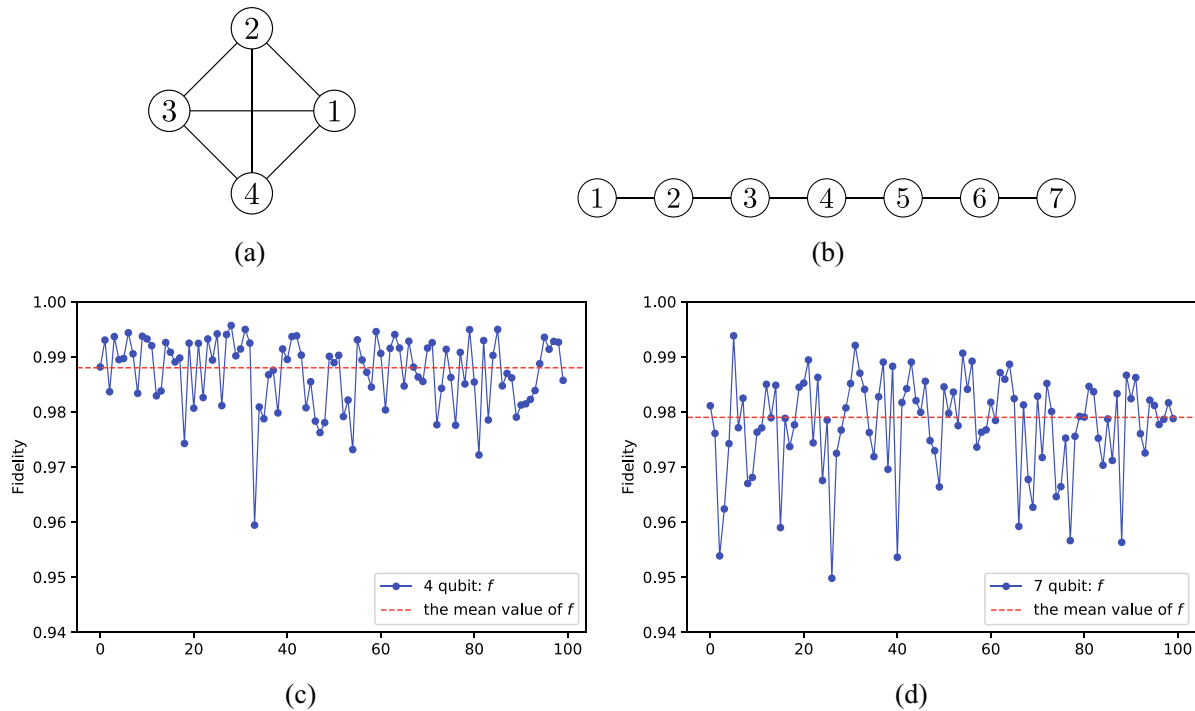 2
3
1
4
(a)
1 2 3 4 5 6 7
(b)
1.00
0.99
0.98
0.97
0.96
0.95
0.94
Fidelity
4 qubit: f
the mean value of f
0 20 40 60 80 100
(c)
1.00
0.99
0.98
0.97
0.96
0.95
0.94
Fidelity
7 qubit: f
the mean value of f
0 20 40 60 80 100
(d)